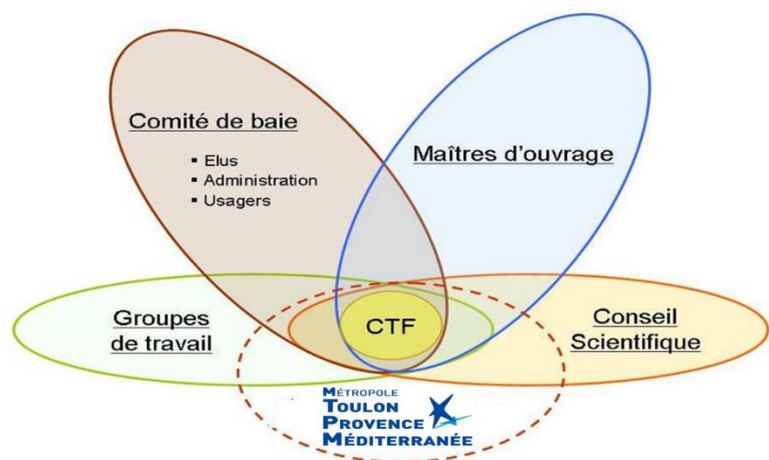 Comité de baie
▪ Elus
▪ Administration
▪ Usagers
Maîtres d'ouvrage
Groupes
de travail
CTF
Conseil
Scientifique
MÉTROPOLE
TOULON
PROVENCE
MÉDITERRANÉE